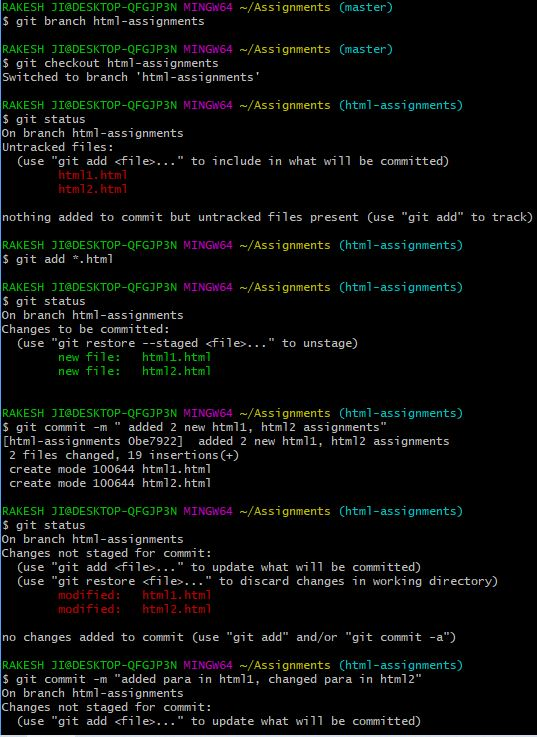 RAKESH JI@DESKTOP-QFGJP3N MINGW64 ~/Assignments (master)
$ git branch html-assignments
RAKESH JI@DESKTOP-QFGJP3N MINGW64 ~/Assignments (master)
$ git checkout html-assignments
Switched to branch 'html-assignments'
RAKESH JI@DESKTOP-QFGJP3N MINGW64 ~/Assignments (html-assignments)
$ git status
On branch html-assignments
Untracked files:
  (use "git add <file>..." to include in what will be committed)
        html1.html
        html2.html
nothing added to commit but untracked files present (use "git add" to track)
RAKESH JI@DESKTOP-QFGJP3N MINGW64 ~/Assignments (html-assignments)
$ git add *.html
RAKESH JI@DESKTOP-QFGJP3N MINGW64 ~/Assignments (html-assignments)
$ git status
On branch html-assignments
Changes to be committed:
  (use "git restore --staged <file>..." to unstage)
        new file:   html1.html
        new file:   html2.html
RAKESH JI@DESKTOP-QFGJP3N MINGW64 ~/Assignments (html-assignments)
$ git commit -m " added 2 new html1, html2 assignments"
[html-assignments 0be7922]  added 2 new html1, html2 assignments
 2 files changed, 19 insertions(+)
 create mode 100644 html1.html
 create mode 100644 html2.html
RAKESH JI@DESKTOP-QFGJP3N MINGW64 ~/Assignments (html-assignments)
$ git status
On branch html-assignments
Changes not staged for commit:
  (use "git add <file>..." to update what will be committed)
  (use "git restore <file>..." to discard changes in working directory)
        modified:   html1.html
        modified:   html2.html
no changes added to commit (use "git add" and/or "git commit -a")
RAKESH JI@DESKTOP-QFGJP3N MINGW64 ~/Assignments (html-assignments)
$ git commit -m "added para in html1, changed para in html2"
On branch html-assignments
Changes not staged for commit:
  (use "git add <file>..." to update what will be committed)